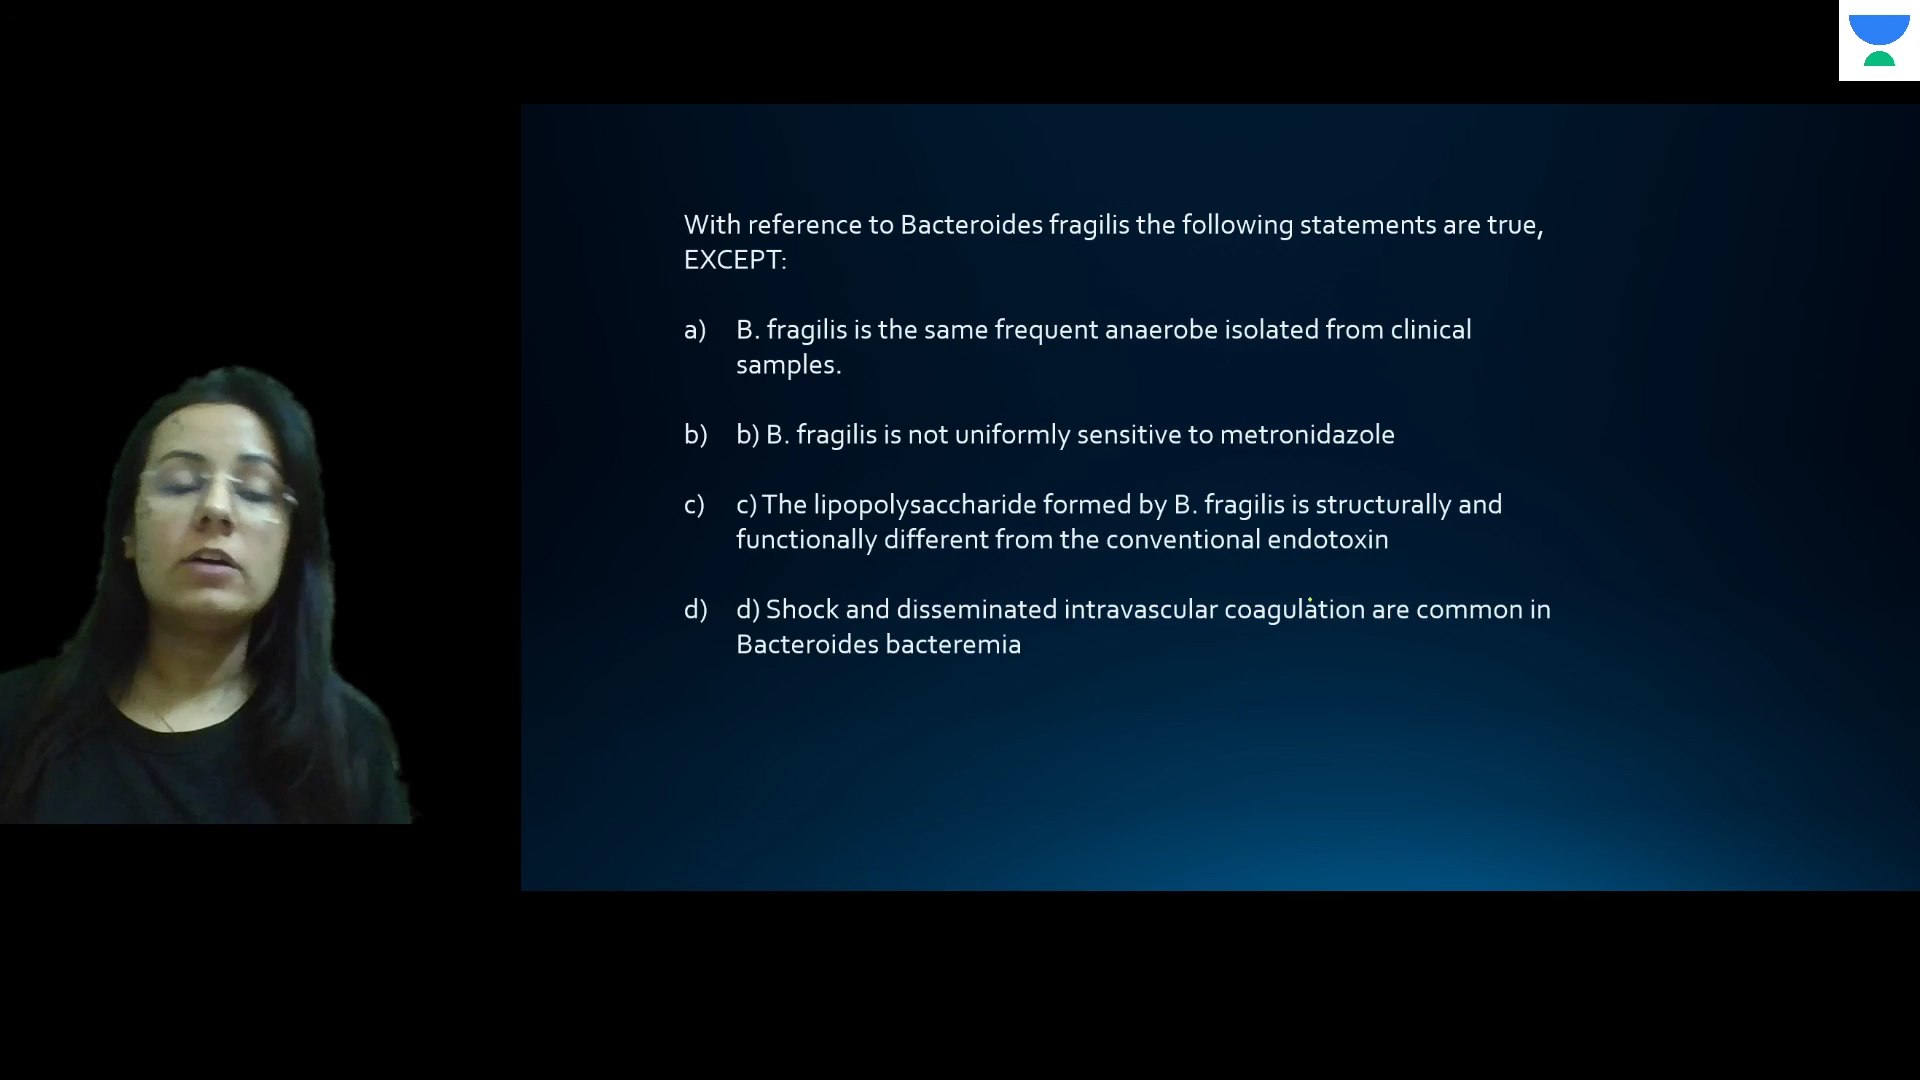 With reference to Bacteroides fragilis the following statements are true,
EXCEPT:
a) B. fragilis is the same frequent anaerobe isolated from clinical
samples.
b) b) B. fragilis is not uniformly sensitive to metronidazole
c) c) The lipopolysaccharide formed by B. fragilis is structurally and
functionally different from the conventional endotoxin
d) d) Shock and disseminated intravascular coagulation are common in
Bacteroides bacteremia